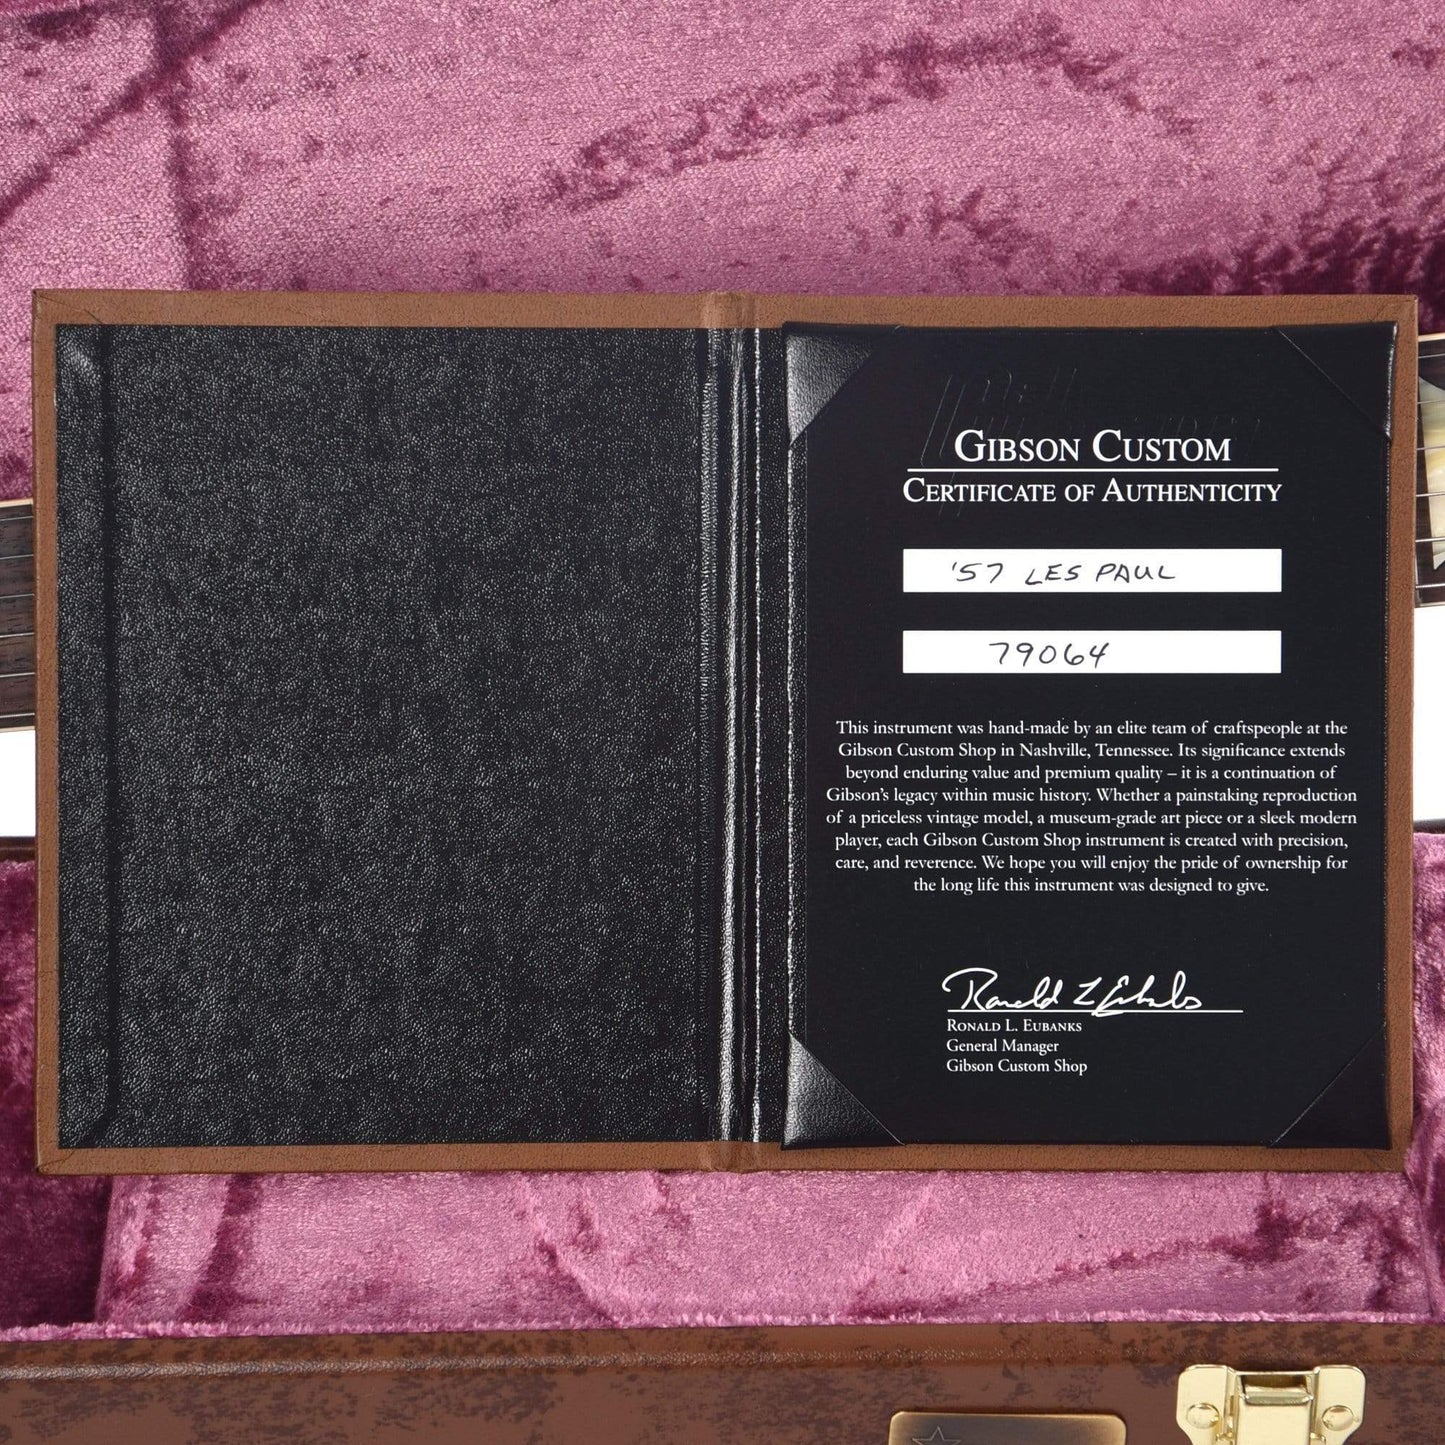 GIBSON CUSTOM
CERTIFICATE OF AUTHENTICITY
'57 LES PAUL
79064
This instrument was hand-made by an elite team of craftspeople at the
Gibson Custom Shop in Nashville, Tennessee. Its significance extends
beyond enduring value and premium quality – it is a continuation of
Gibson's legacy within music history. Whether a painstaking reproduction
of a priceless vintage model, a museum-grade art piece or a sleek modern
player, each Gibson Custom Shop instrument is created with precision,
care, and reverence. We hope you will enjoy the pride of ownership for
the long life this instrument was designed to give.
Ronald L Eubanks
RONALD L. EUBANKS
General Manager
Gibson Custom Shop